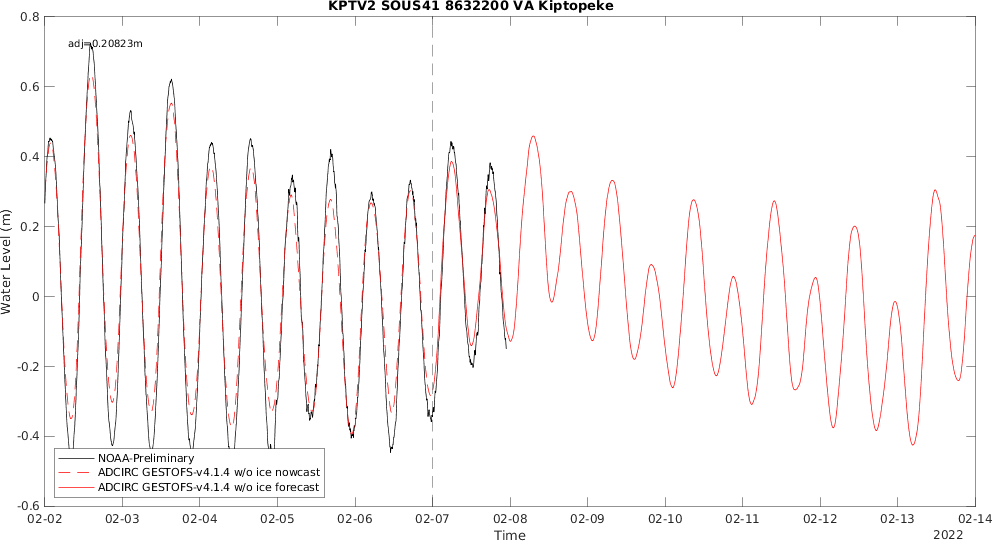 KPTV2 SOUS41 8632200 VA Kiptopeke
adj=0.20823m
Water Level (m)
0.8
0.6
0.4
0.2
0
-0.2
-0.4
-0.6
NOAA-Preliminary
ADCIRC GESTOFS-v4.1.4 w/o ice nowcast
ADCIRC GESTOFS-v4.1.4 w/o ice forecast
02-02 02-03 02-04 02-05 02-06 02-07 02-08 02-09 02-10 02-11 02-12 02-13 02-14
Time
2022